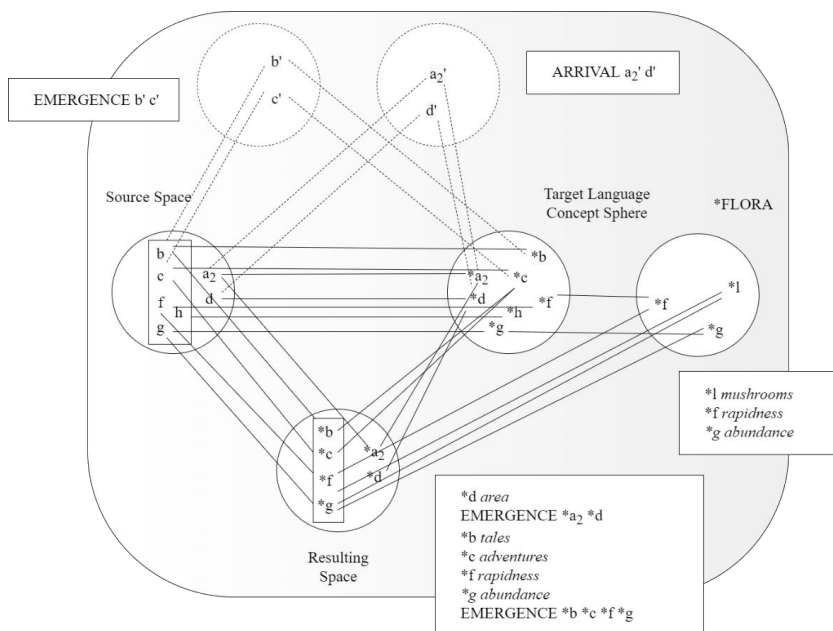 b'
c'
a2'
d'
EMERGENCE b' c'
ARRIVAL a2' d'
Source Space
Target Language
Concept Sphere
*FLORA
b
c
a2
d
f
h
g
*b
*a2
*c
*d
*f
*h
*g
*l
*f
*g
*b
*c
*a2
*f
*d
*g
Resulting
Space
*l mushrooms
*f rapidness
*g abundance
*d area
EMERGENCE *a2 *d
*b tales
*c adventures
*f rapidness
*g abundance
EMERGENCE *b *c *f *g